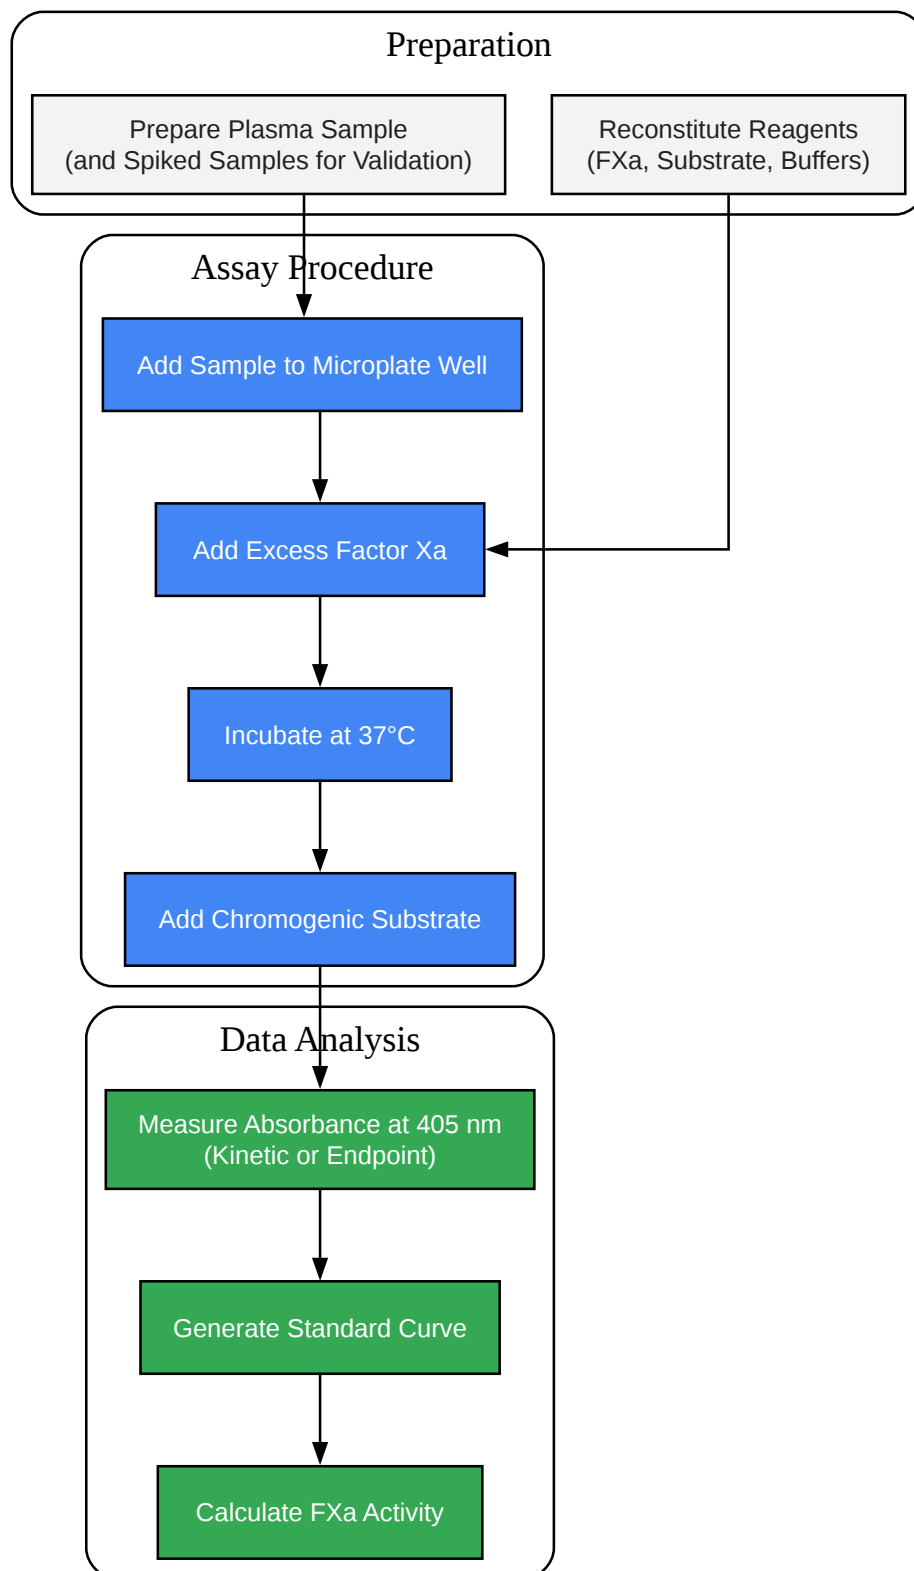 Preparation
Prepare Plasma Sample
(and Spiked Samples for Validation)
Reconstitute Reagents
(FXa, Substrate, Buffers)
Assay Procedure
Add Sample to Microplate Well
Add Excess Factor Xa
Incubate at 37°C
Add Chromogenic Substrate
Data Analysis
Measure Absorbance at 405 nm
(Kinetic or Endpoint)
Generate Standard Curve
Calculate FXa Activity